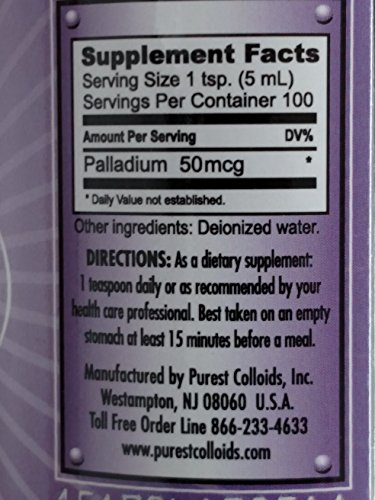 Supplement Facts
Serving Size 1 tsp. (5 mL)
Servings Per Container 100
Amount Per Serving DV%
Palladium 50mcg *
* Daily Value not established.
Other ingredients: Deionized water.
DIRECTIONS: As a dietary supplement:
1 teaspoon daily or as recommended by your
health care professional. Best taken on an empty
stomach at least 15 minutes before a meal.
Manufactured by Purest Colloids, Inc.
Westampton, NJ 08060 U.S.A.
Toll Free Order Line 866-233-4633
www.purestcolloids.com